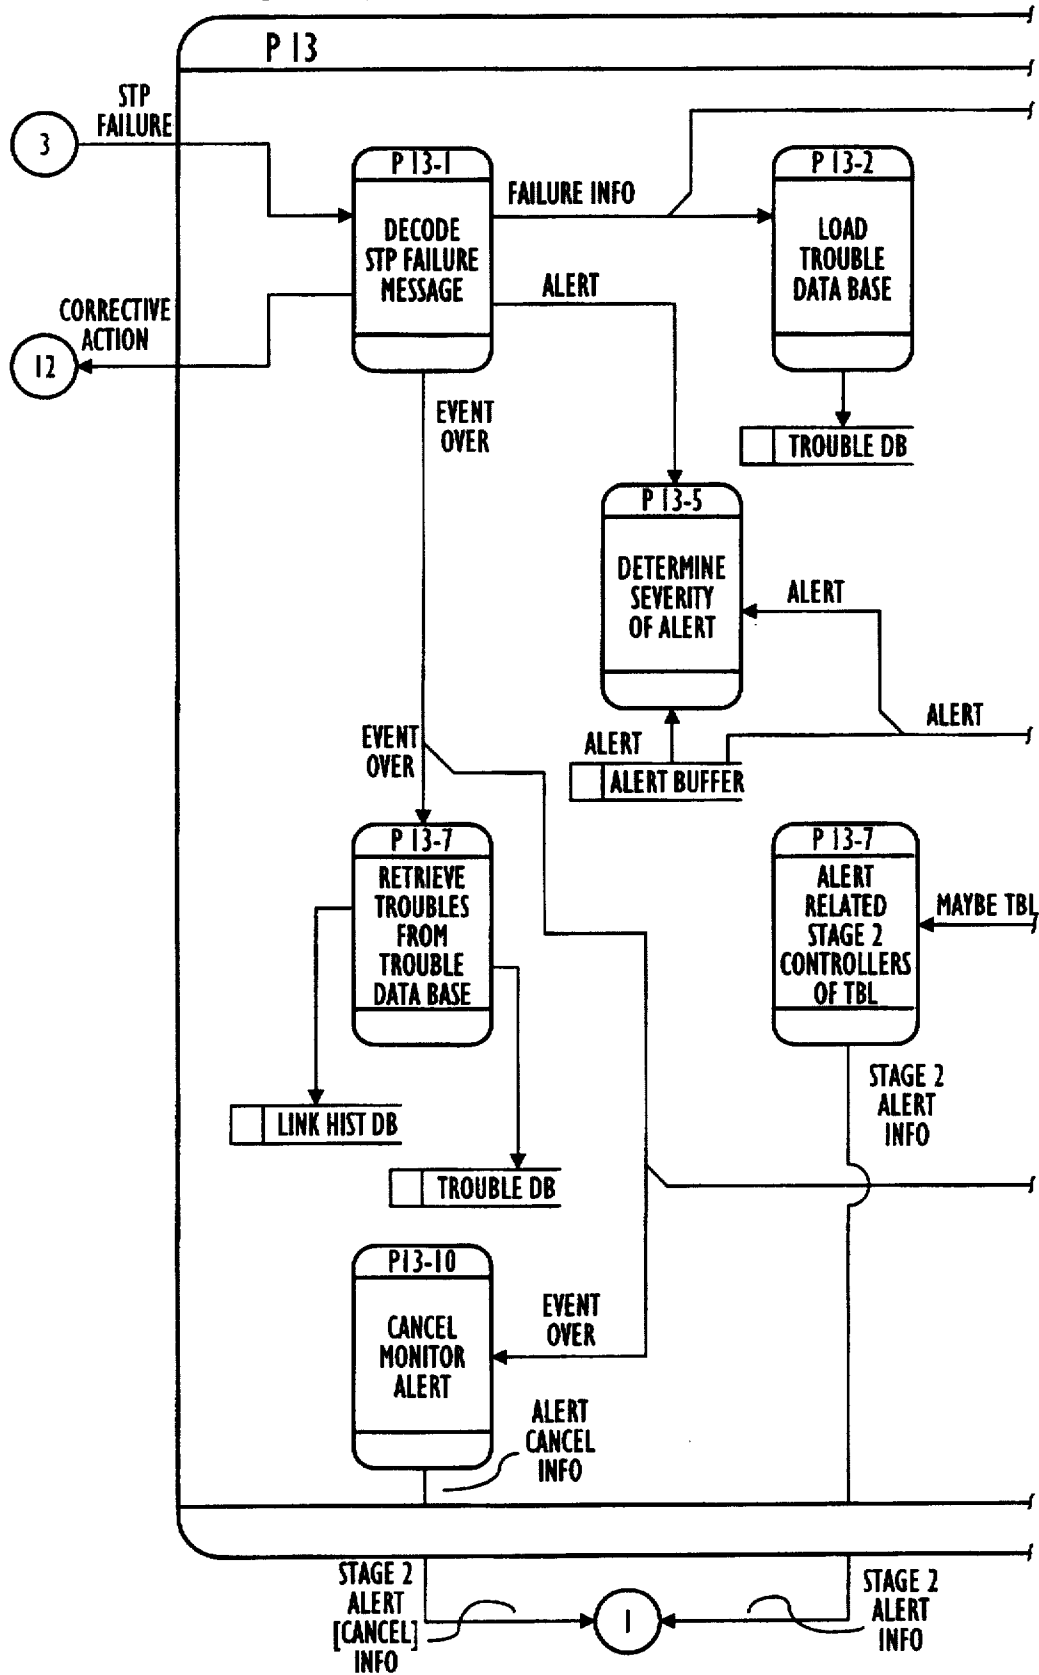 P 13
STP
FAILURE
3
P 13-1
DECODE
STP FAILURE
MESSAGE
FAILURE INFO
P 13-2
LOAD
TROUBLE
DATA BASE
ALERT
CORRECTIVE
ACTION
12
EVENT
OVER
TROUBLE DB
P 13-5
DETERMINE
SEVERITY
OF ALERT
ALERT
ALERT
EVENT
OVER
ALERT
ALERT BUFFER
P 13-7
RETRIEVE
TROUBLES
FROM
TROUBLE
DATA BASE
P 13-7
ALERT
RELATED
STAGE 2
CONTROLLERS
OF TBL
MAYBE TBL
STAGE 2
ALERT
INFO
LINK HIST DB
TROUBLE DB
P13-10
CANCEL
MONITOR
ALERT
EVENT
OVER
ALERT
CANCEL
INFO
STAGE 2
ALERT
[CANCEL]
INFO
1
STAGE 2
ALERT
INFO